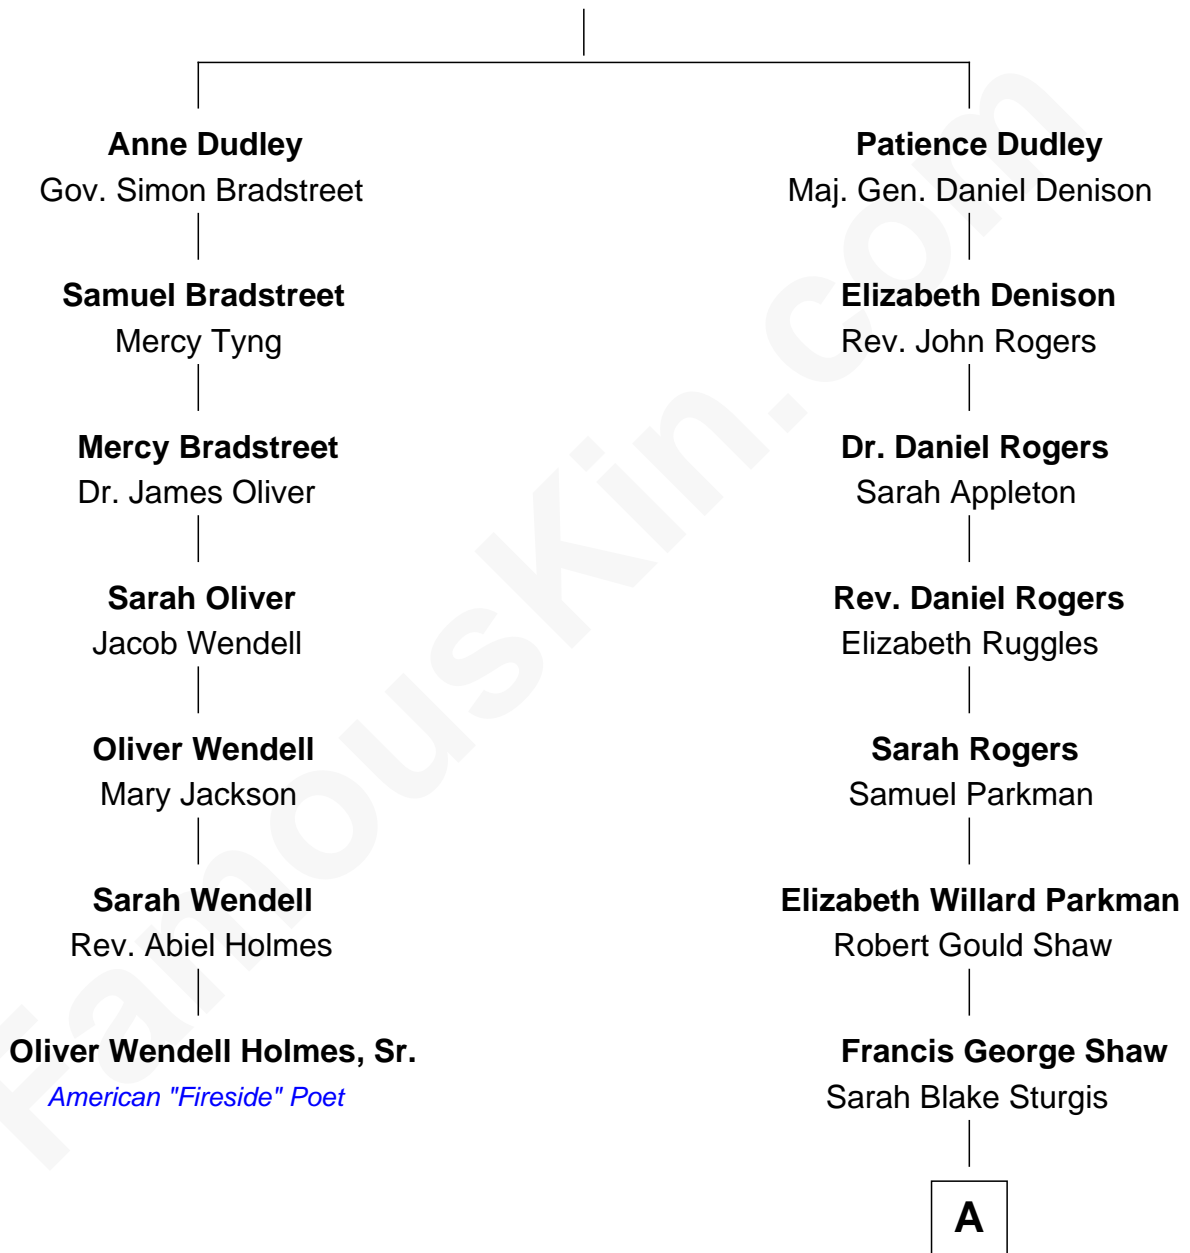 Anne Dudley
Gov. Simon Bradstreet
Samuel Bradstreet
Mercy Tyng
Mercy Bradstreet
Dr. James Oliver
Sarah Oliver
Jacob Wendell
Oliver Wendell
Mary Jackson
Sarah Wendell
Rev. Abiel Holmes
Oliver Wendell Holmes, Sr.
American "Fireside" Poet
Patience Dudley
Maj. Gen. Daniel Denison
Elizabeth Denison
Rev. John Rogers
Dr. Daniel Rogers
Sarah Appleton
Rev. Daniel Rogers
Elizabeth Ruggles
Sarah Rogers
Samuel Parkman
Elizabeth Willard Parkman
Robert Gould Shaw
Francis George Shaw
Sarah Blake Sturgis
A
FamousKin.com